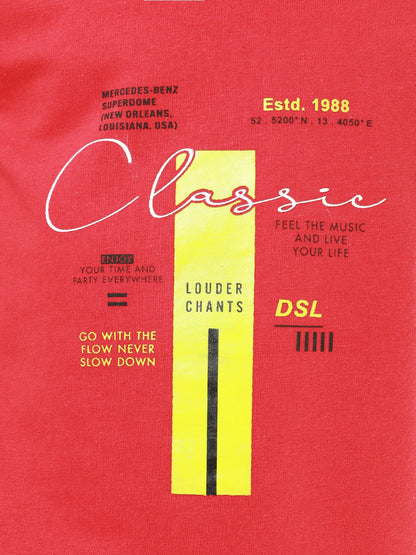 MERCEDES-BENZ
SUPERDOME
(NEW ORLEANS,
LOUISIANA, USA)
Estd. 1988
52 . 5200° N , 13 . 4050° E
Classic
FEEL THE MUSIC
AND LIVE
YOUR LIFE
ENJOY
YOUR TIME AND
PARTY EVERYWHERE
LOUDER
CHANTS
DSL
GO WITH THE
FLOW NEVER
SLOW DOWN